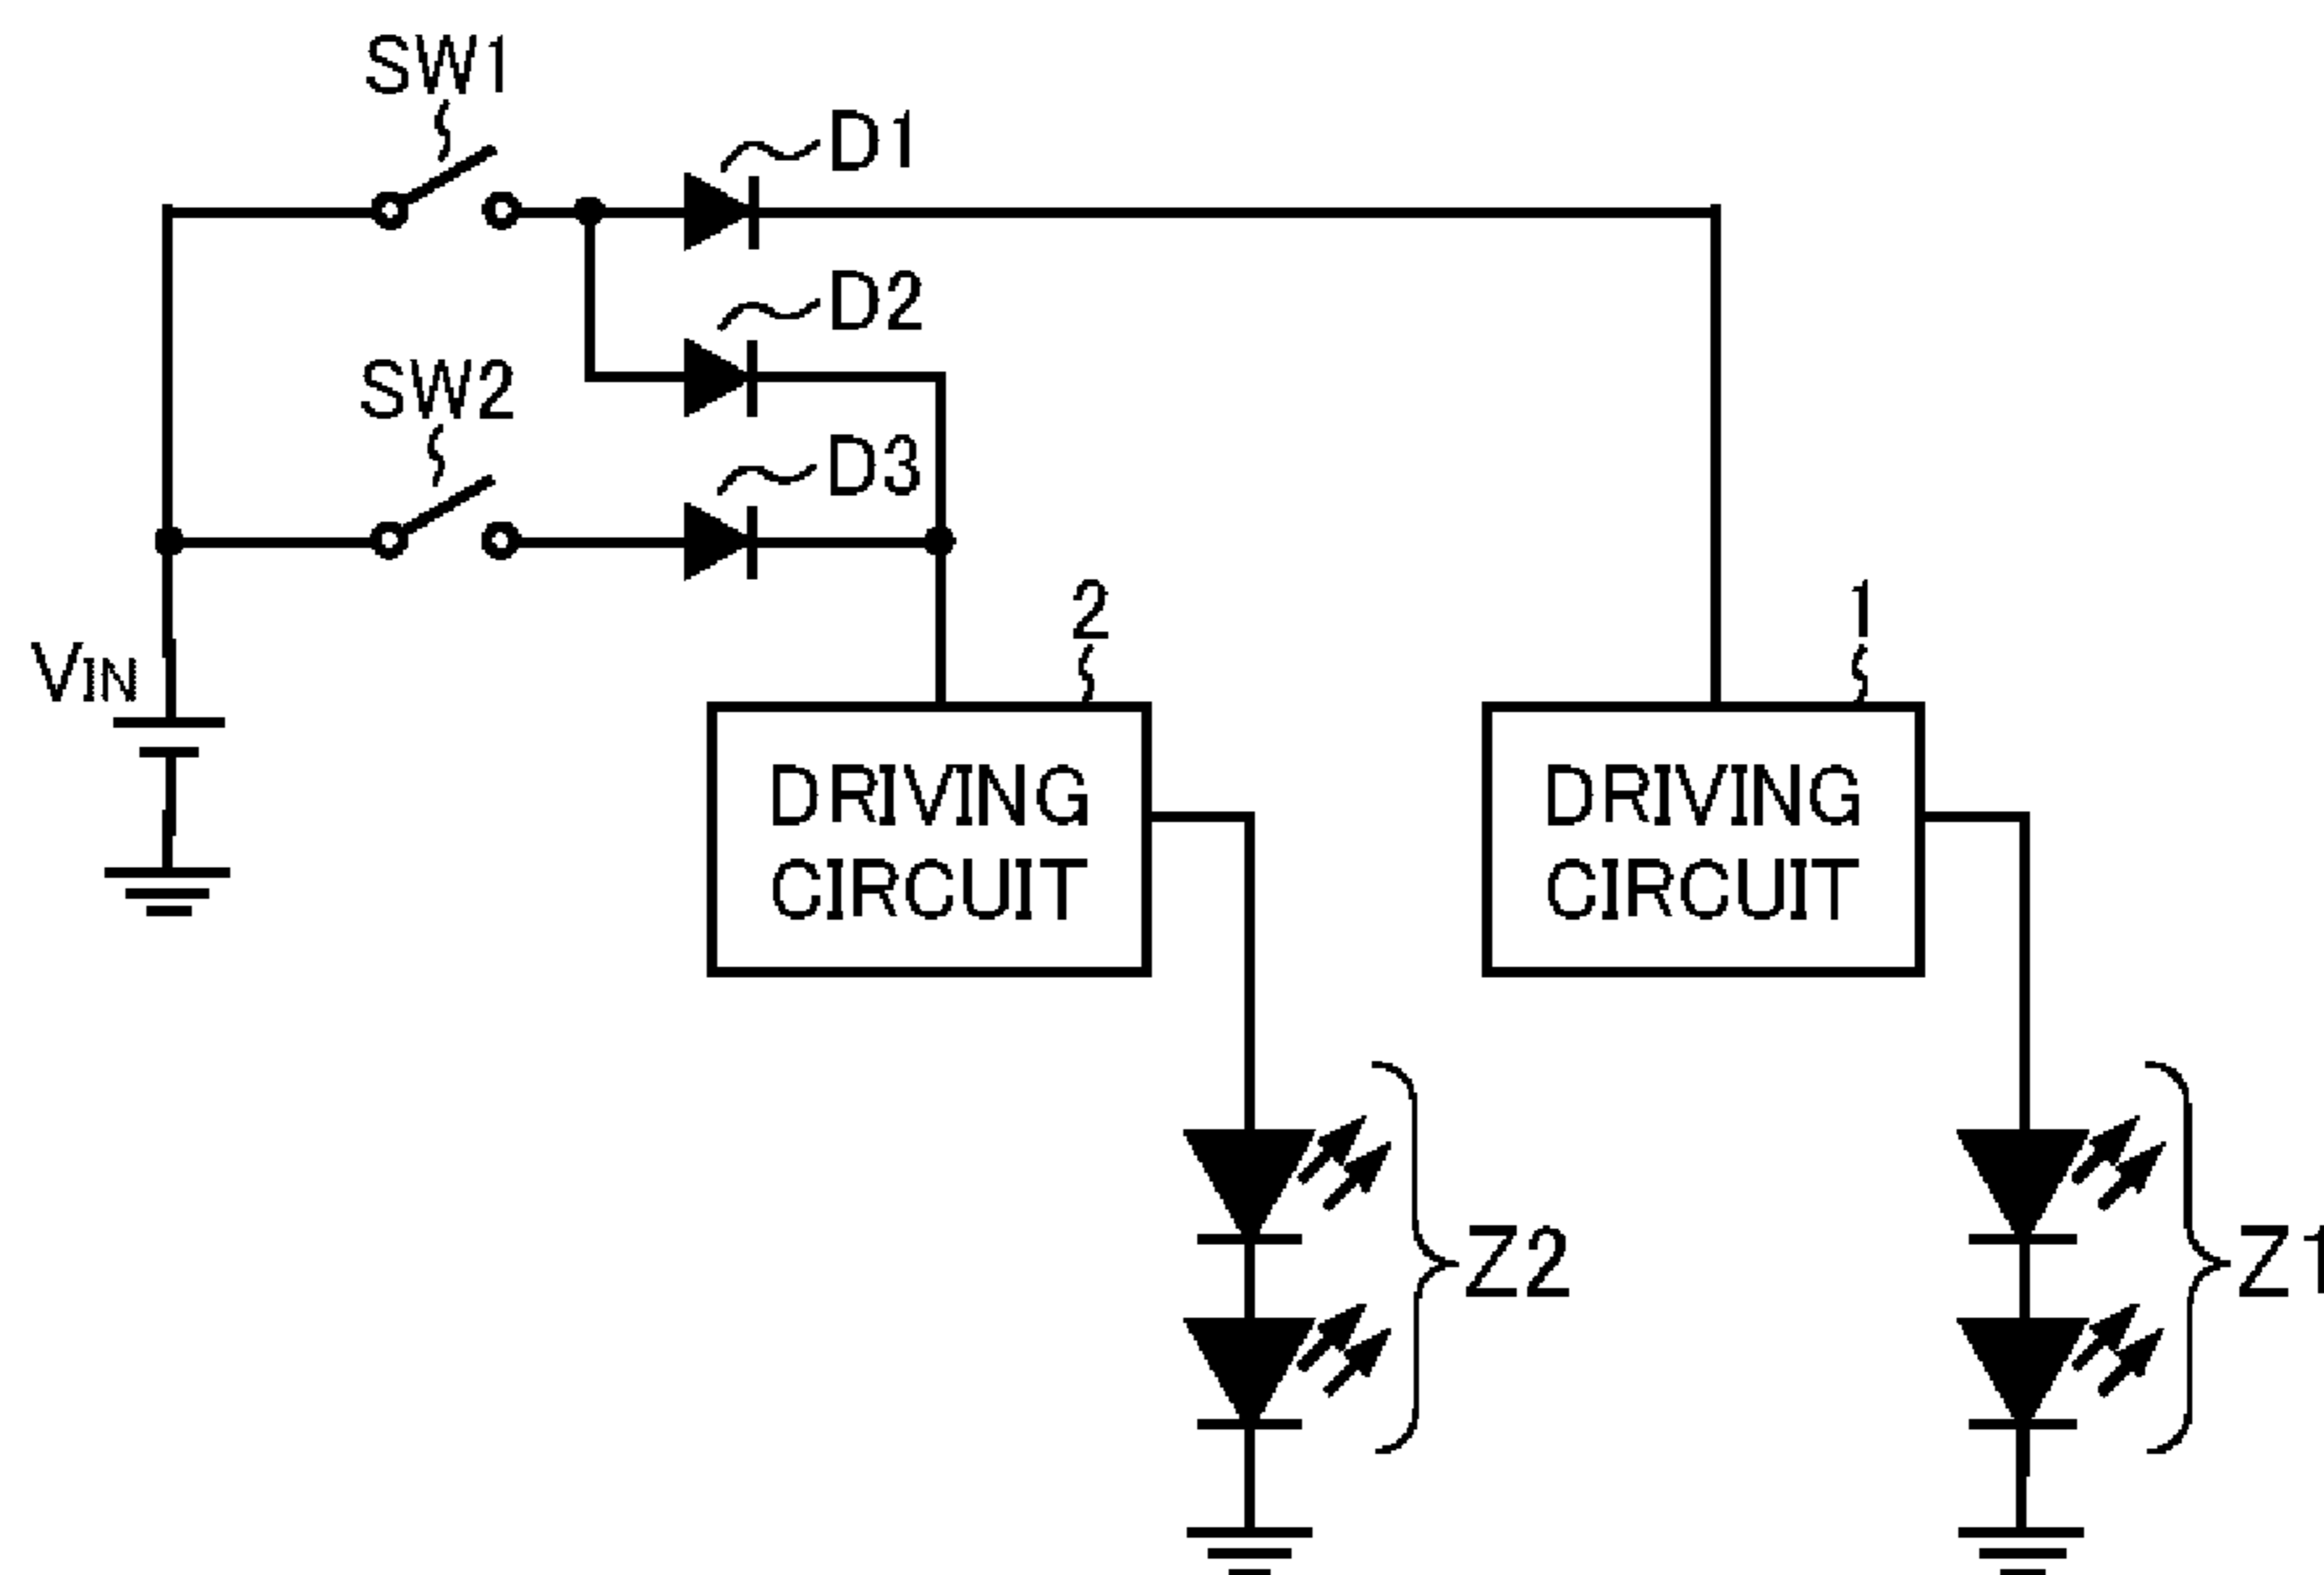 SW1
D1
D2
SW2
D3
2
1
VIN
DRIVING
CIRCUIT
DRIVING
CIRCUIT
Z2
Z1